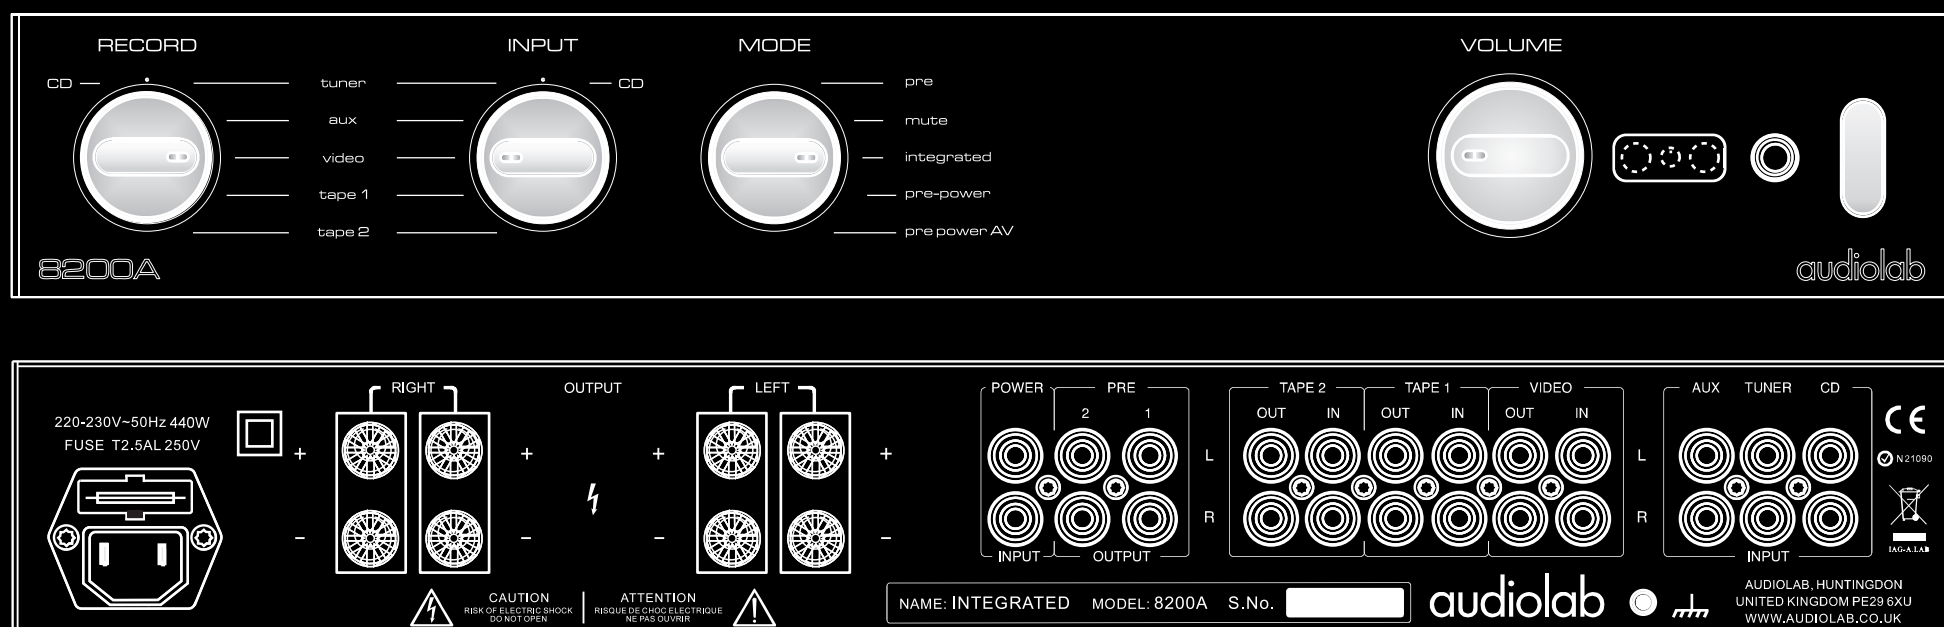 RECORD INPUT MODE VOLUME
CD tuner CD pre
aux mute
video integrated
tape 1 pre-power
tape 2 pre power AV
8200A audiolab
RIGHT OUTPUT LEFT POWER PRE TAPE 2 TAPE 1 VIDEO AUX TUNER CD
2 1 OUT IN OUT IN OUT IN
220-230V~50Hz 440W
FUSE T2.5AL 250V
CE
+ + + + L L
N21090
R R
- - - -
INPUT OUTPUT INPUT
IAG-A.LAB
CAUTION
RISK OF ELECTRIC SHOCK
DO NOT OPEN
ATTENTION
RISQUE DE CHOC ELECTRIQUE
NE PAS OUVRIR
NAME: INTEGRATED MODEL: 8200A S.No.
audiolab
AUDIOLAB, HUNTINGDON
UNITED KINGDOM PE29 6XU
WWW.AUDIOLAB.CO.UK